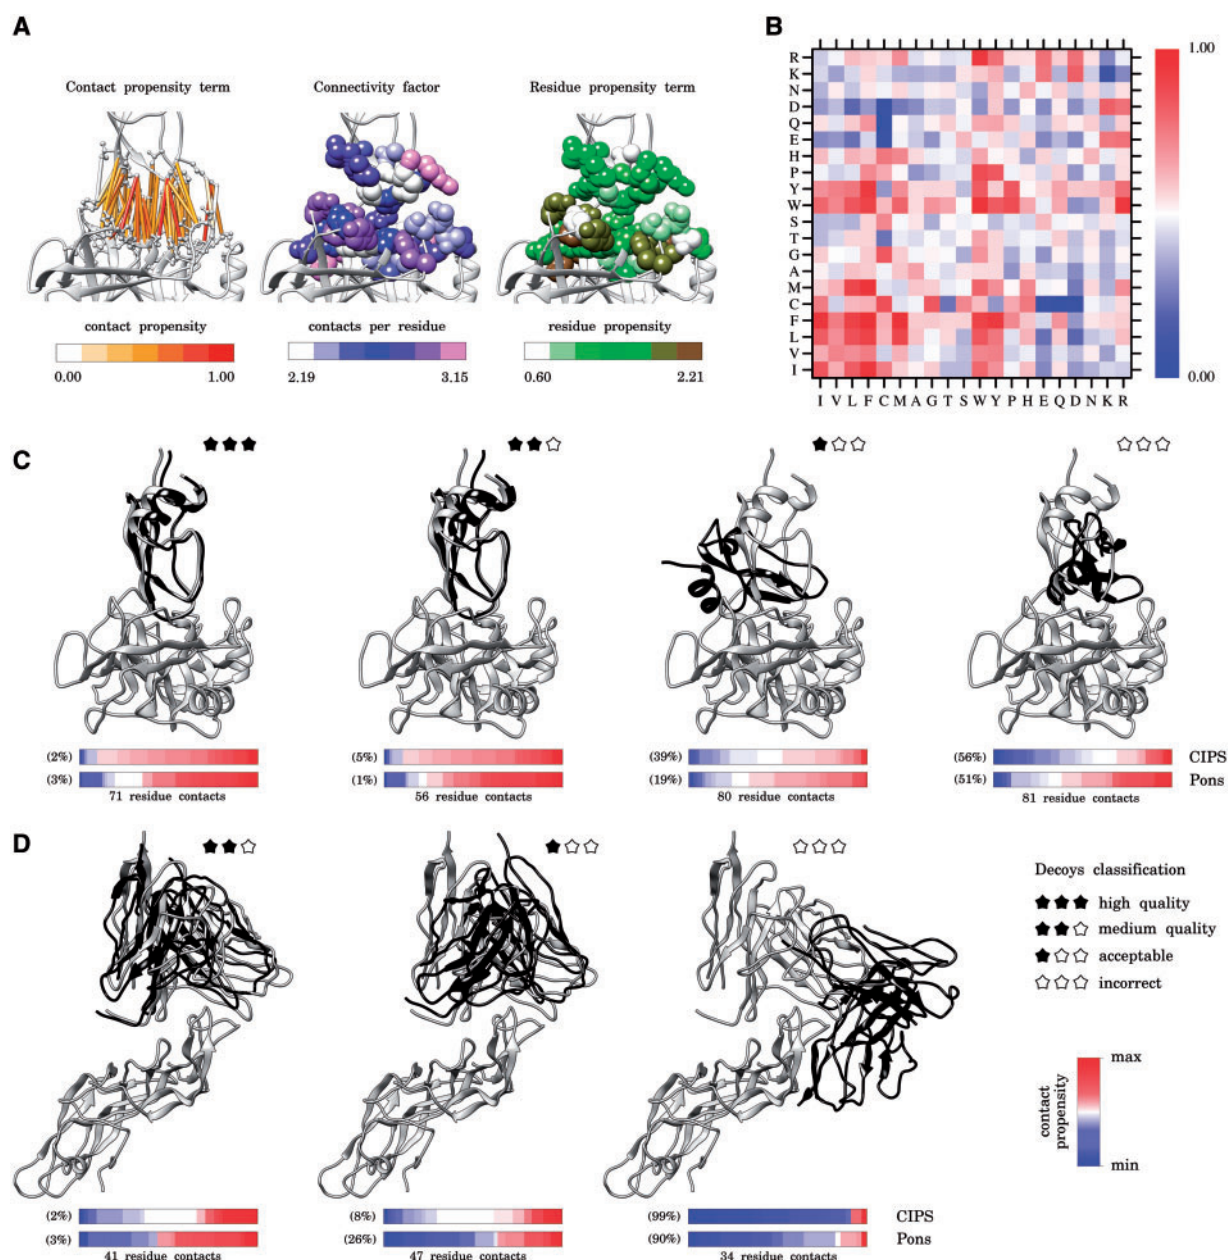 A
B
Contact propensity term
Connectivity factor
Residue propensity term
contact propensity
contacts per residue
residue propensity
0.00
1.00
2.19
3.15
0.60
2.21
R
K
N
D
Q
E
H
P
Y
W
S
T
G
A
M
C
F
L
V
I
I V L F C M A G T S W Y P H E Q D N K R
1.00
0.00
C
(2%)
(3%)
71 residue contacts
(5%)
(1%)
56 residue contacts
(39%)
(19%)
80 residue contacts
(56%)
(51%)
81 residue contacts
CIPS
Pons
D
Decoys classification
high quality
medium quality
acceptable
incorrect
contact
propensity
max
min
(2%)
(3%)
41 residue contacts
(8%)
(26%)
47 residue contacts
(99%)
(90%)
34 residue contacts
CIPS
Pons